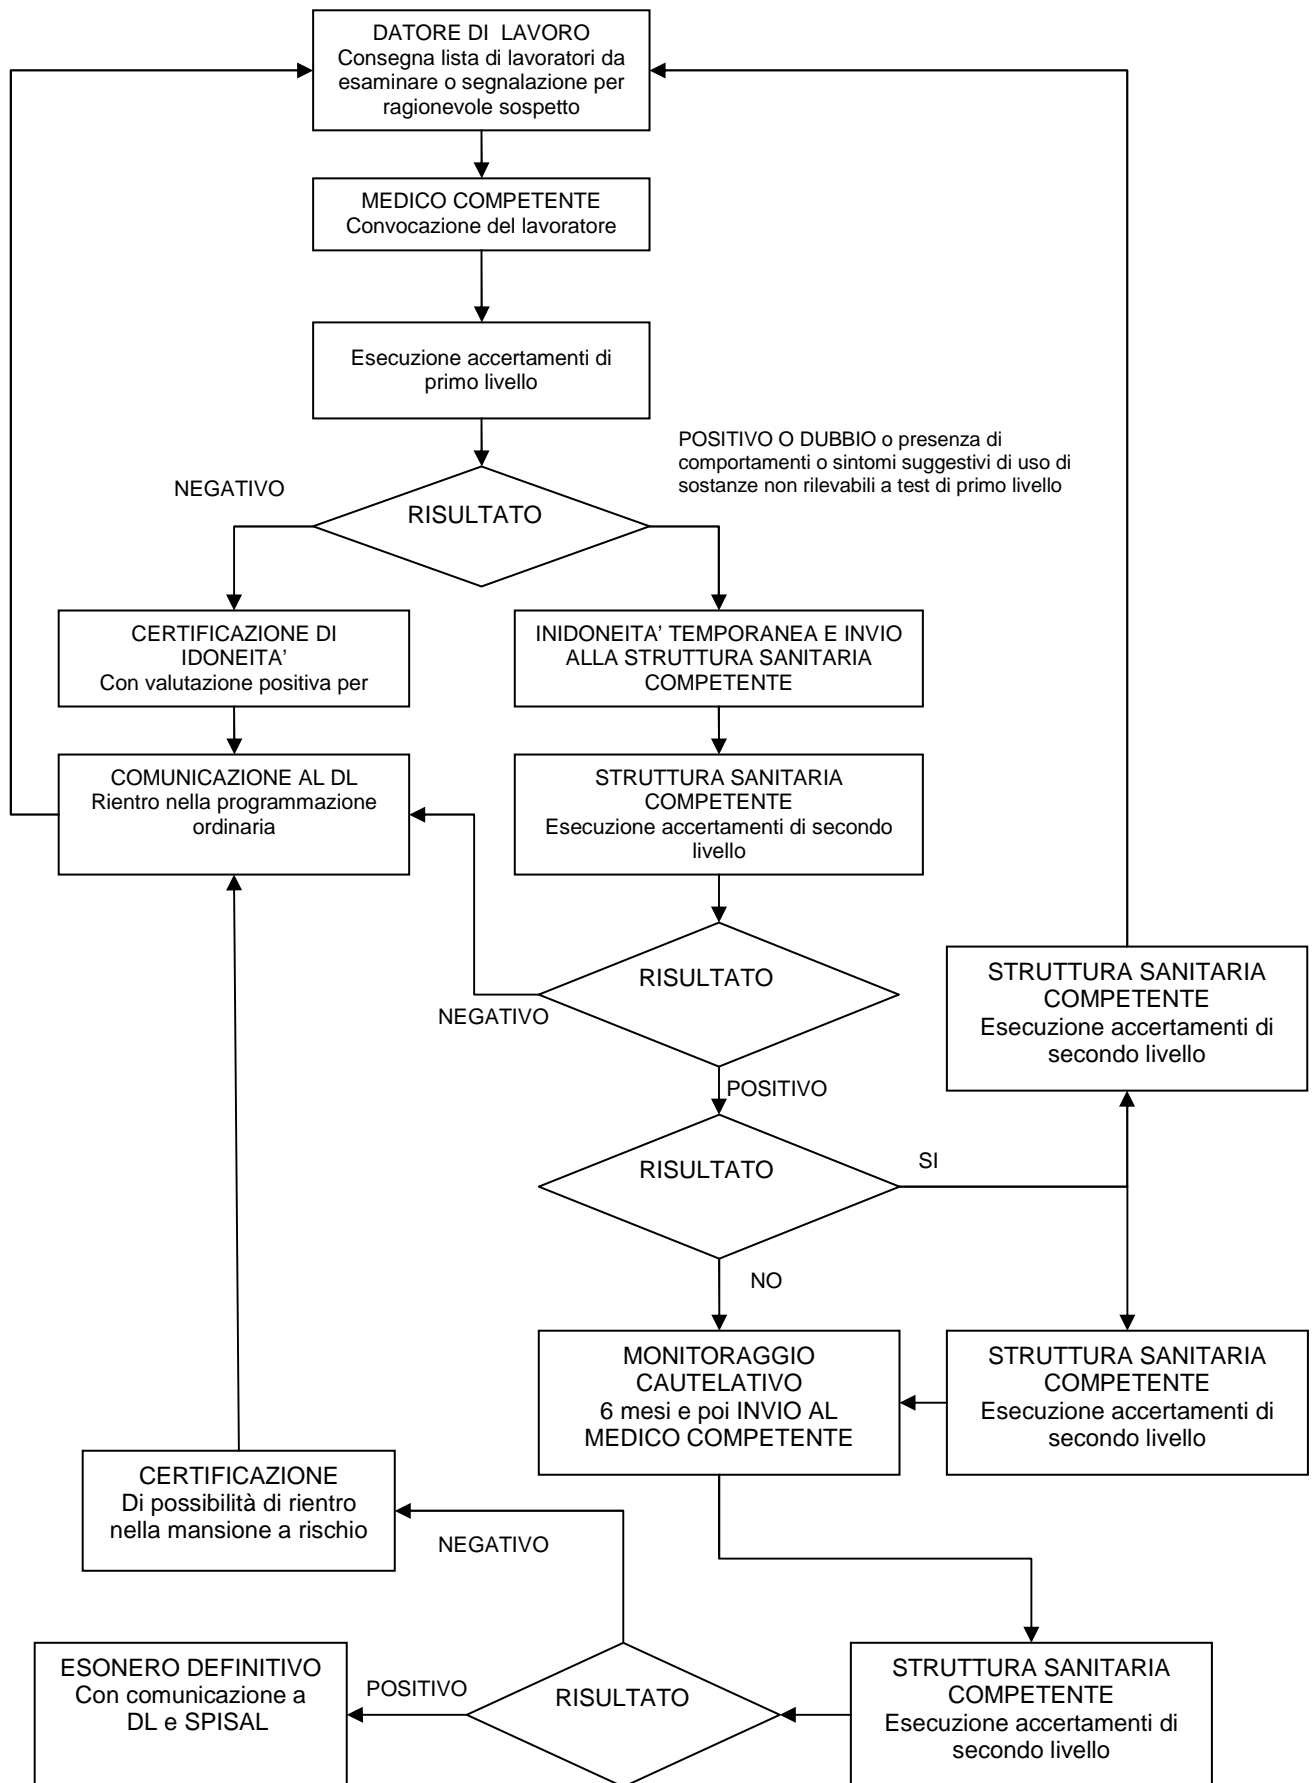 DATORE DI LAVORO
Consegna lista di lavoratori da
esaminare o segnalazione per
ragionevole sospetto
MEDICO COMPETENTE
Convocazione del lavoratore
Esecuzione accertamenti di
primo livello
POSITIVO O DUBBIO o presenza di
comportamenti o sintomi suggestivi di uso di
sostanze non rilevabili a test di primo livello
NEGATIVO
RISULTATO
CERTIFICAZIONE DI
IDONEITA’
Con valutazione positiva per
INIDONEITA’ TEMPORANEA E INVIO
ALLA STRUTTURA SANITARIA
COMPETENTE
COMUNICAZIONE AL DL
Rientro nella programmazione
ordinaria
STRUTTURA SANITARIA
COMPETENTE
Esecuzione accertamenti di secondo
livello
RISULTATO
NEGATIVO
STRUTTURA SANITARIA
COMPETENTE
Esecuzione accertamenti di
secondo livello
POSITIVO
RISULTATO
SI
NO
MONITORAGGIO
CAUTELATIVO
6 mesi e poi INVIO AL
MEDICO COMPETENTE
STRUTTURA SANITARIA
COMPETENTE
Esecuzione accertamenti di
secondo livello
CERTIFICAZIONE
Di possibilità di rientro
nella mansione a rischio
NEGATIVO
ESONERO DEFINITIVO
Con comunicazione a
DL e SPISAL
POSITIVO
RISULTATO
STRUTTURA SANITARIA
COMPETENTE
Esecuzione accertamenti di
secondo livello